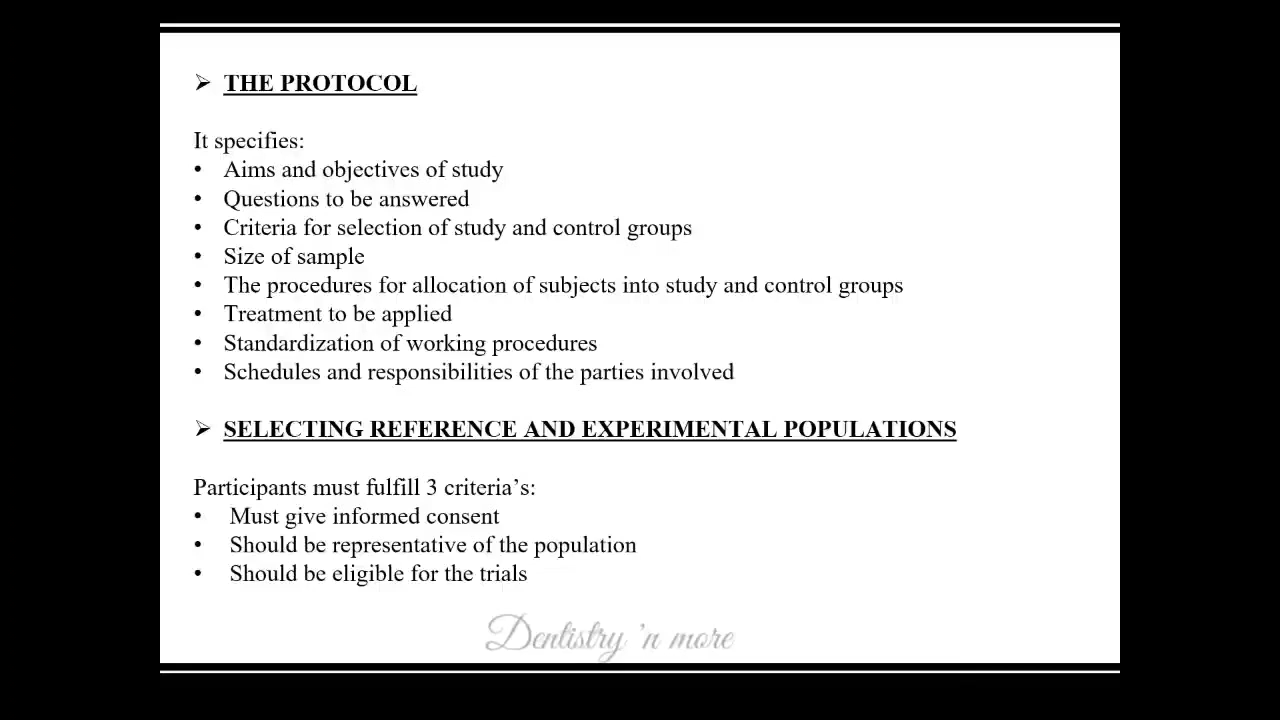 ➢ THE PROTOCOL
It specifies:
• Aims and objectives of study
• Questions to be answered
• Criteria for selection of study and control groups
• Size of sample
• The procedures for allocation of subjects into study and control groups
• Treatment to be applied
• Standardization of working procedures
• Schedules and responsibilities of the parties involved
➢ SELECTING REFERENCE AND EXPERIMENTAL POPULATIONS
Participants must fulfill 3 criteria’s:
• Must give informed consent
• Should be representative of the population
• Should be eligible for the trials
Dentistry 'n more